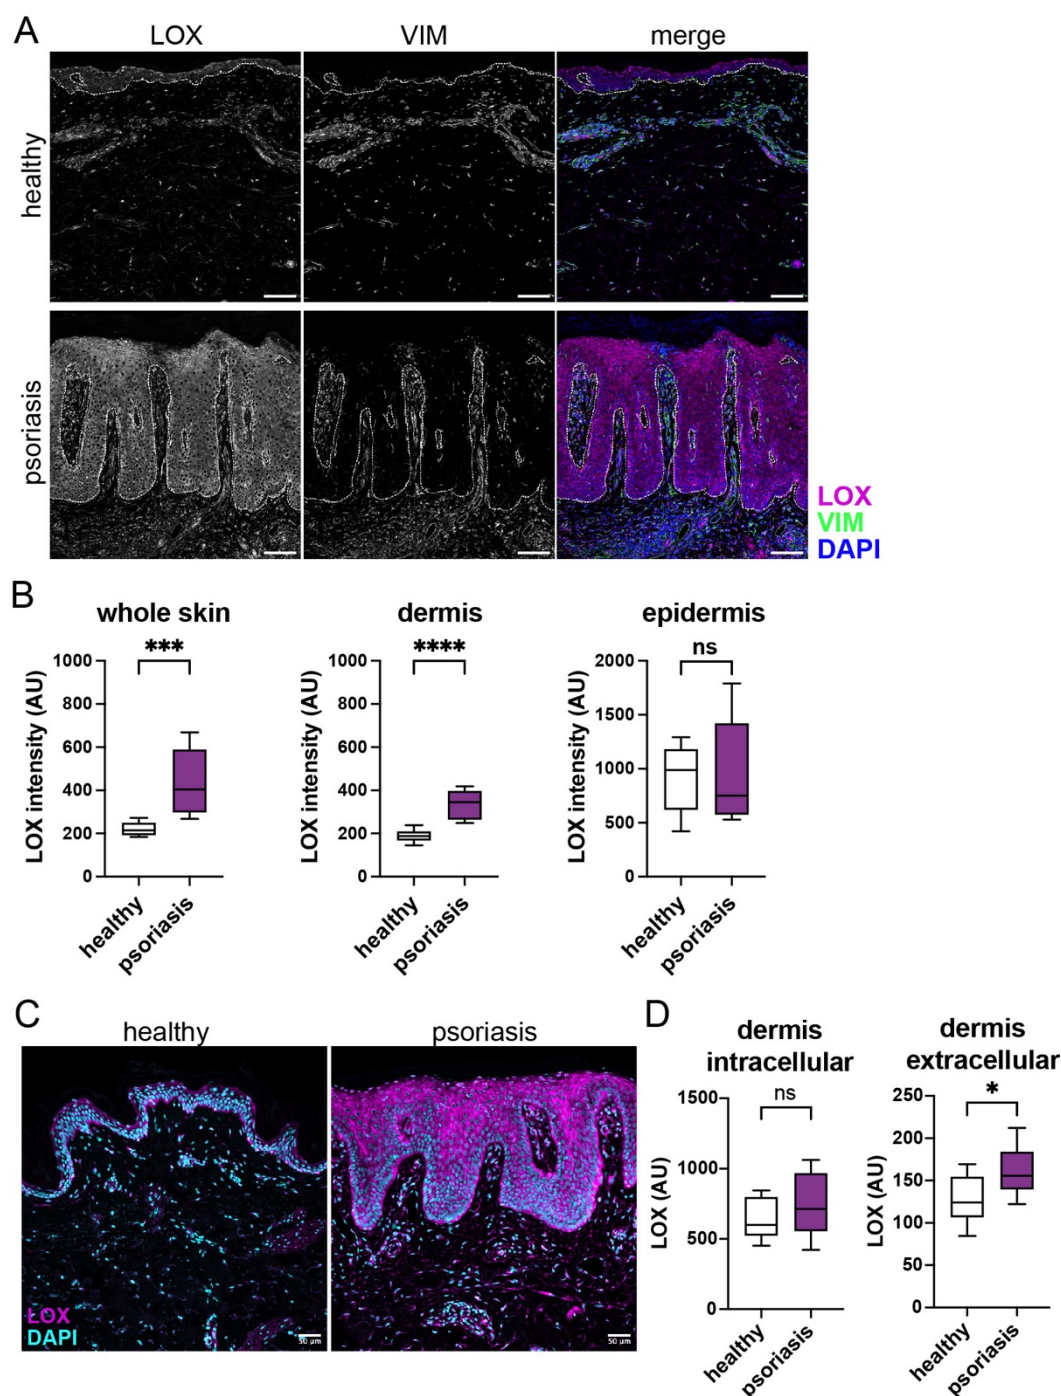 A
LOX VIM merge
healthy
psoriasis
LOX
VIM
DAPI
B
whole skin
***
LOX intensity (AU)
1000
800
600
400
200
0
healthy
psoriasis
dermis
****
LOX intensity (AU)
1000
800
600
400
200
0
healthy
psoriasis
epidermis
ns
LOX intensity (AU)
2000
1500
1000
500
0
healthy
psoriasis
C
healthy psoriasis
LOX
DAPI
50 µm
50 µm
D
dermis
intracellular
ns
LOX (AU)
1500
1000
500
0
healthy
psoriasis
dermis
extracellular
*
LOX (AU)
250
200
150
100
50
0
healthy
psoriasis